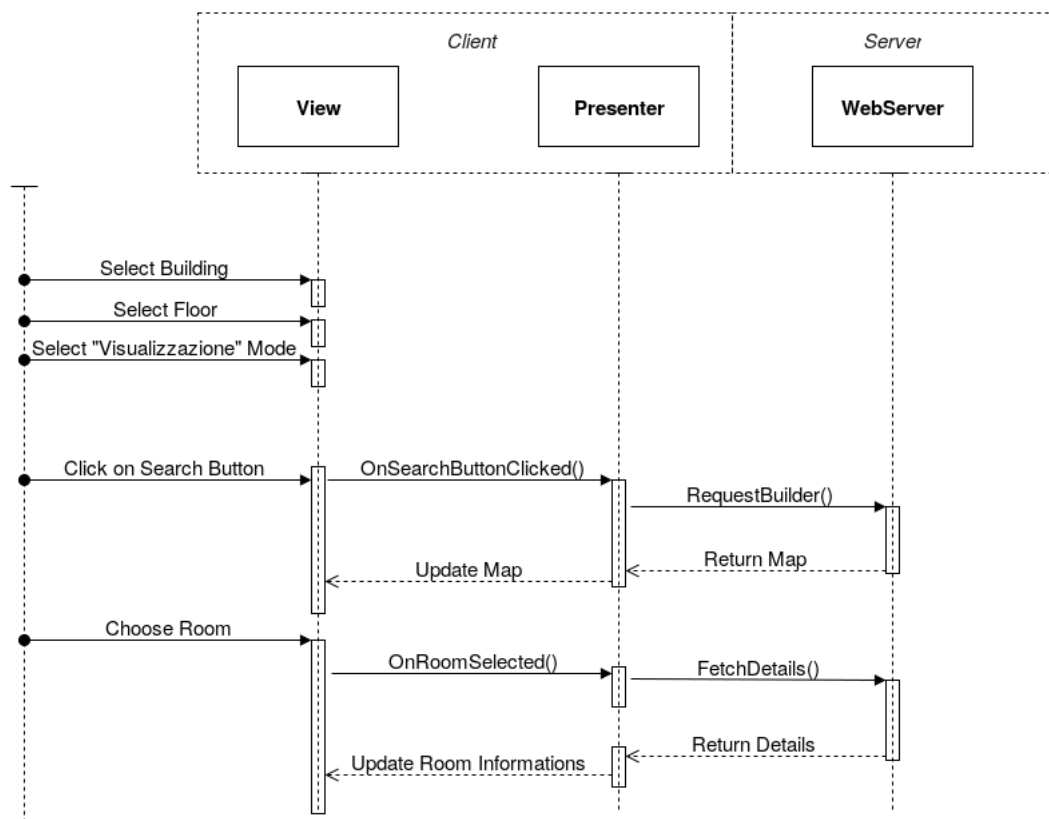 Client
Server
View
Presenter
WebServer
Select Building
Select Floor
Select "Visualizzazione" Mode
Click on Search Button
OnSearchButtonClicked()
RequestBuilder()
Return Map
Update Map
Choose Room
OnRoomSelected()
FetchDetails()
Return Details
Update Room Informations